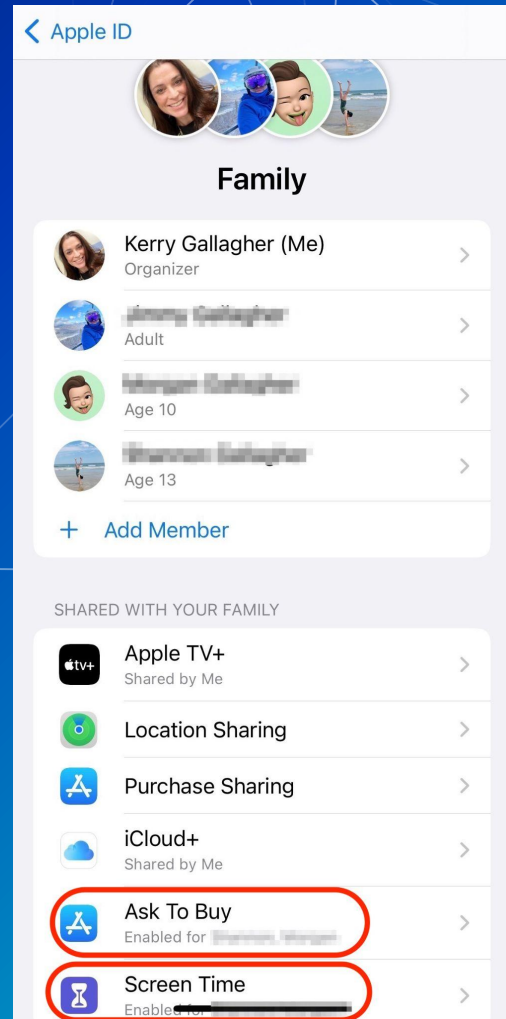 Apple ID
Family
Kerry Gallagher (Me)
Organizer
Adult
Age 10
Age 13
+ Add Member
SHARED WITH YOUR FAMILY
tv+
Apple TV+
Shared by Me
Location Sharing
Purchase Sharing
iCloud+
Shared by Me
Ask To Buy
Enabled for
Screen Time
Enabled for